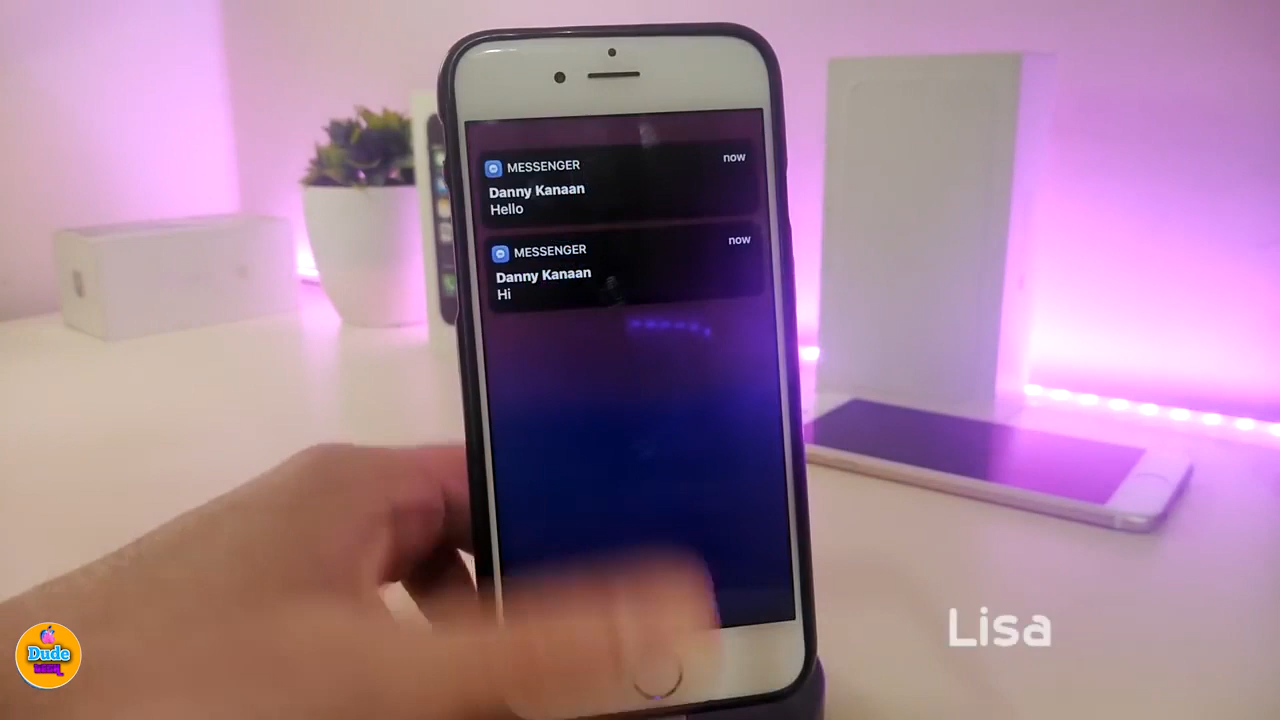 MESSENGER
now
Danny Kanaan
Hello
MESSENGER
now
Danny Kanaan
Hi
Lisa
Dude